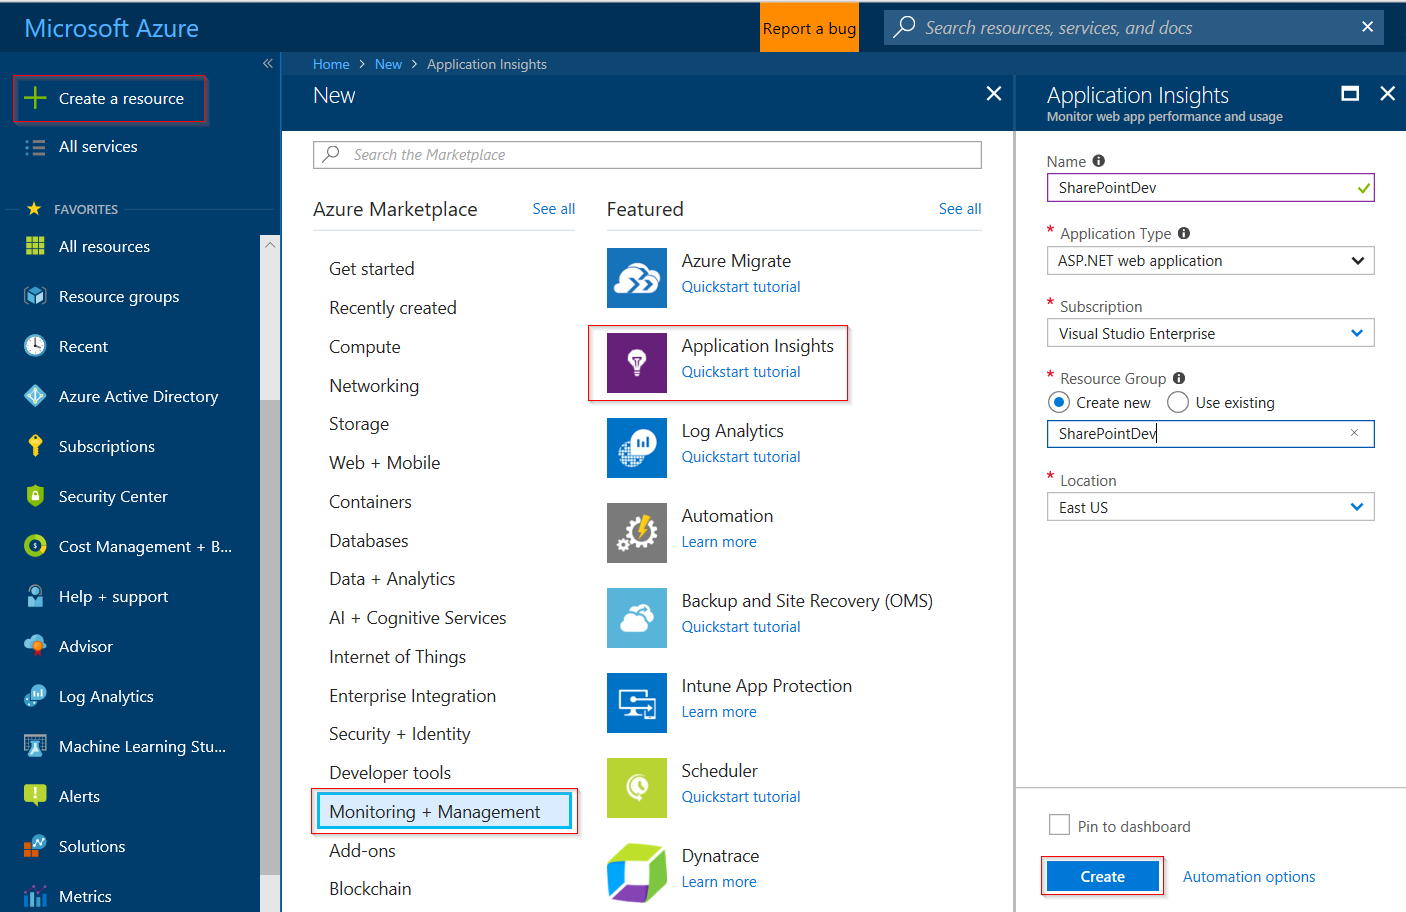 Microsoft Azure
Report a bug
Search resources, services, and docs
Create a resource
All services
FAVORITES
All resources
Resource groups
Recent
Azure Active Directory
Subscriptions
Security Center
Cost Management + B...
Help + support
Advisor
Log Analytics
Machine Learning Stu...
Alerts
Solutions
Metrics
Home > New > Application Insights
New
Search the Marketplace
Azure Marketplace See all
Get started
Recently created
Compute
Networking
Storage
Web + Mobile
Containers
Databases
Data + Analytics
AI + Cognitive Services
Internet of Things
Enterprise Integration
Security + Identity
Developer tools
Monitoring + Management
Add-ons
Blockchain
Featured See all
Azure Migrate
Quickstart tutorial
Application Insights
Quickstart tutorial
Log Analytics
Quickstart tutorial
Automation
Learn more
Backup and Site Recovery (OMS)
Quickstart tutorial
Intune App Protection
Learn more
Scheduler
Quickstart tutorial
Dynatrace
Learn more
Application Insights
Monitor web app performance and usage
Name
SharePointDev
* Application Type
ASP.NET web application
* Subscription
Visual Studio Enterprise
* Resource Group
Create new Use existing
SharePointDev
* Location
East US
Pin to dashboard
Create Automation options